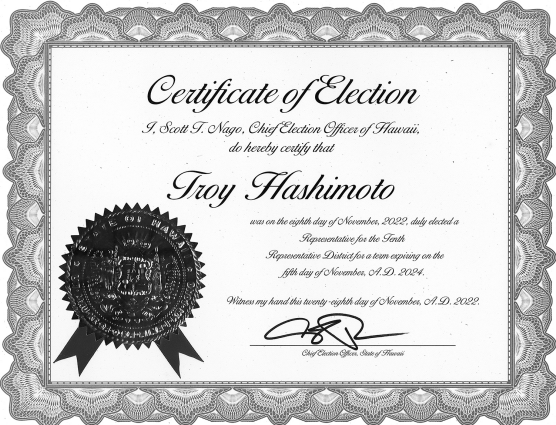 Certificate of Election
I, Scott T. Nago, Chief Election Officer of Hawaii,
do hereby certify that
Troy Hashimoto
was on the eighth day of November, 2022, duly elected a
Representative for the Tenth
Representative District for a term expiring on the
fifth day of November, A.D. 2024.
Witness my hand this twenty-eighth day of November, A.D. 2022.
Chief Election Officer, State of Hawaii